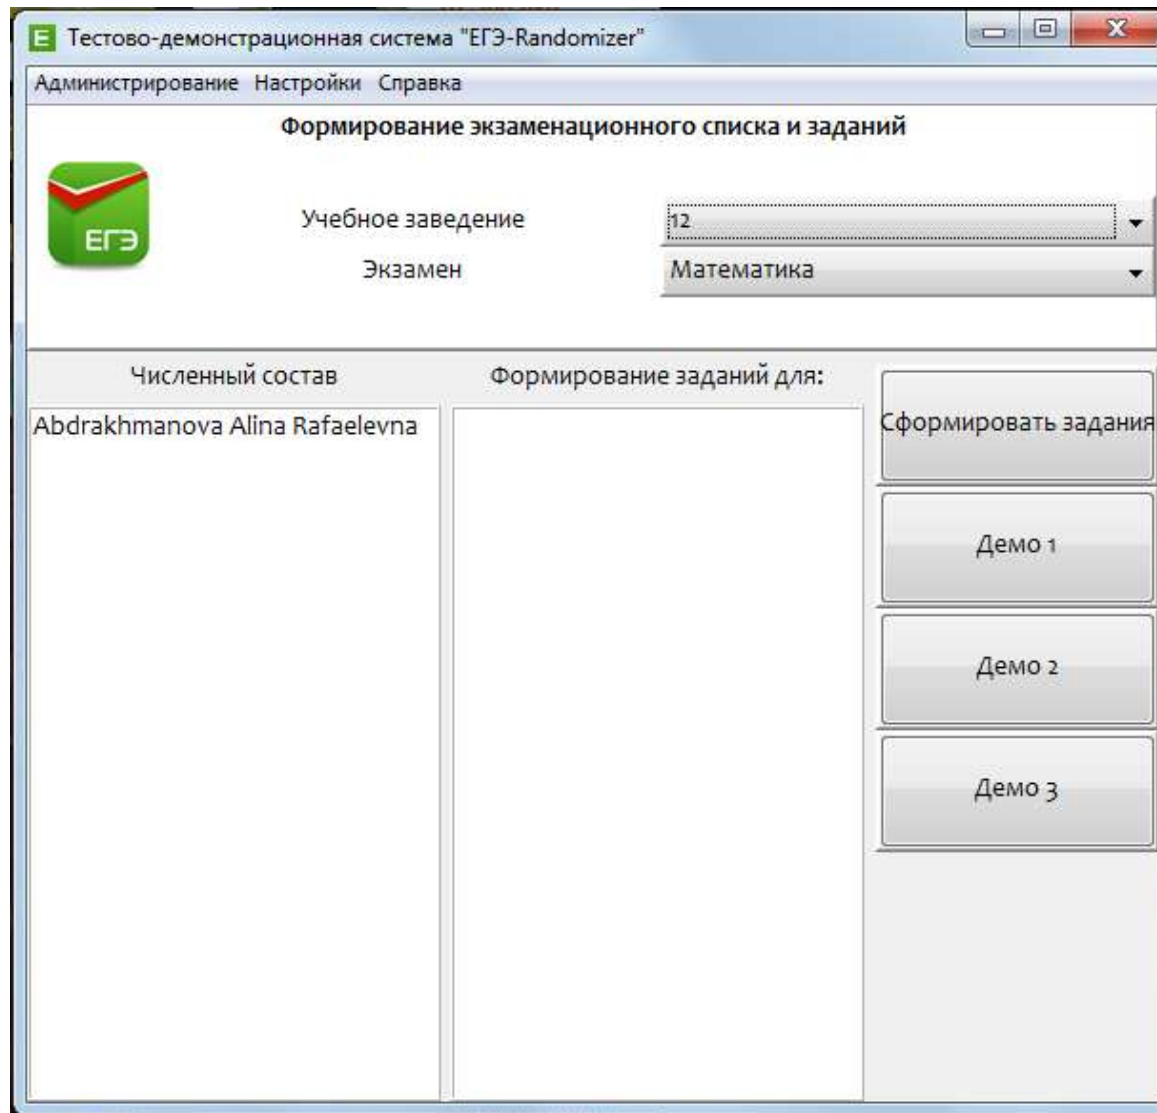 E Тестово-демонстрационная система "ЕГЭ-Randomizer"
Администрирование Настройки Справка
Формирование экзаменационного списка и заданий
ЕГЭ
Учебное заведение
12
Экзамен
Математика
Численный состав
Формирование заданий для:
Abdrakhmanova Alina Rafaelevna
Сформировать задания
Демо 1
Демо 2
Демо 3